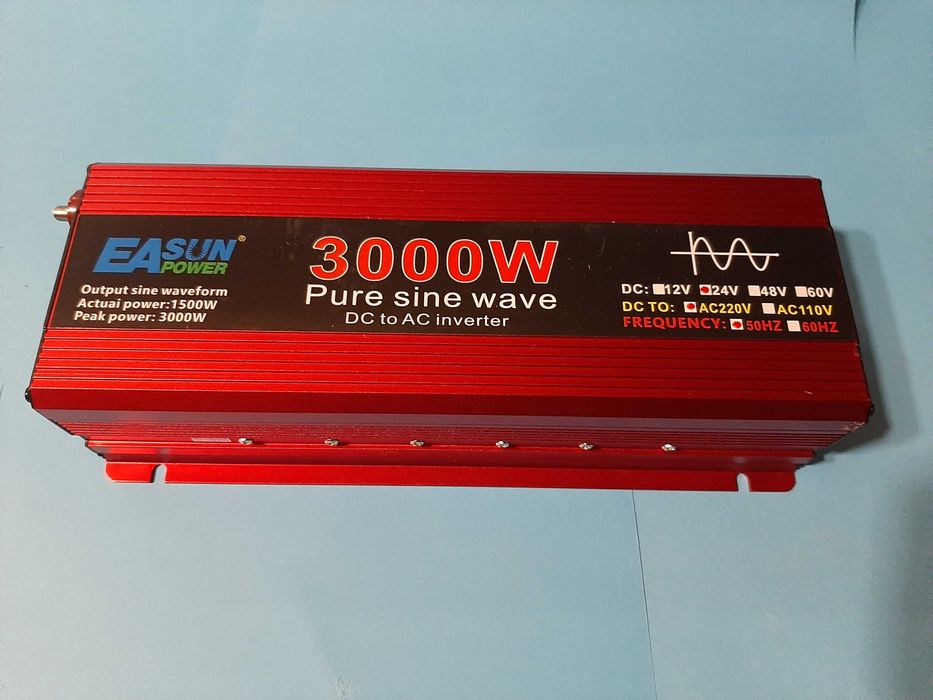 EASUN POWER®
Output sine waveform
Actuai power:1500W
Peak power: 3000W
3000W
Pure sine wave
DC to AC inverter
DC: 12V 24V 48V 60V
DC TO: AC220V AC110V
FREQUENCY: 50HZ 60HZ